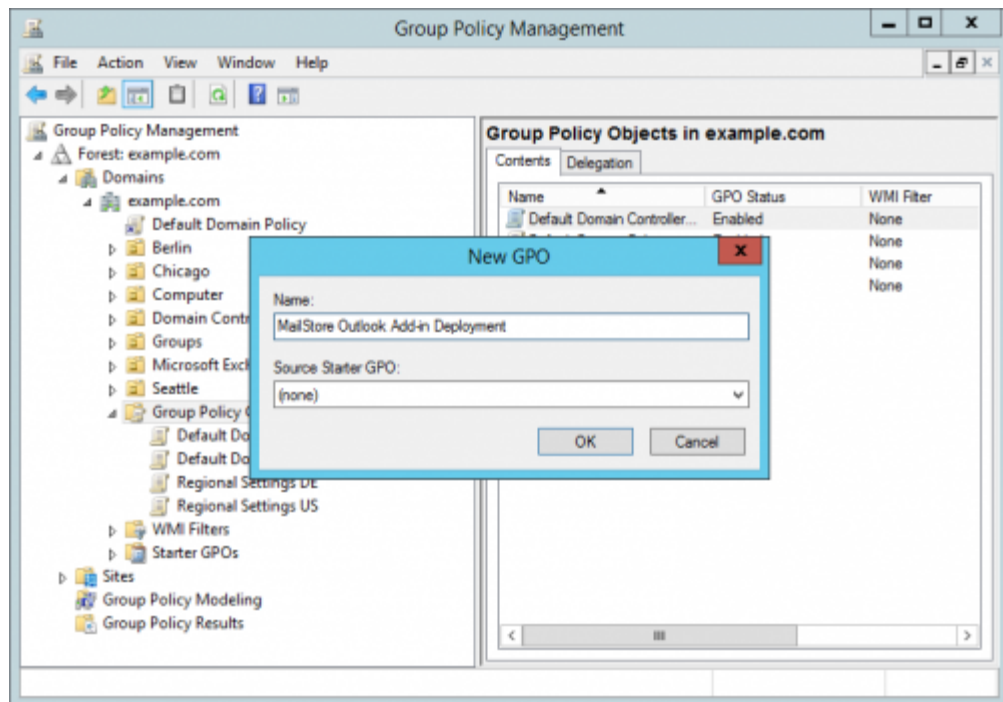 Group Policy Management
File Action View Window Help
Group Policy Management
Forest: example.com
Domains
example.com
Default Domain Policy
Berlin
Chicago
Computer
Domain Contr
Groups
Microsoft Exch
Seattle
Group Policy
Default Do
Default Do
Regional Settings DE
Regional Settings US
WMI Filters
Starter GPOs
Sites
Group Policy Modeling
Group Policy Results
Group Policy Objects in example.com
Contents Delegation
Name GPO Status WMI Filter
Default Domain Controller... Enabled None
None
None
None
New GPO
Name:
MailStore Outlook Add-in Deployment
Source Starter GPO:
(none)
OK Cancel